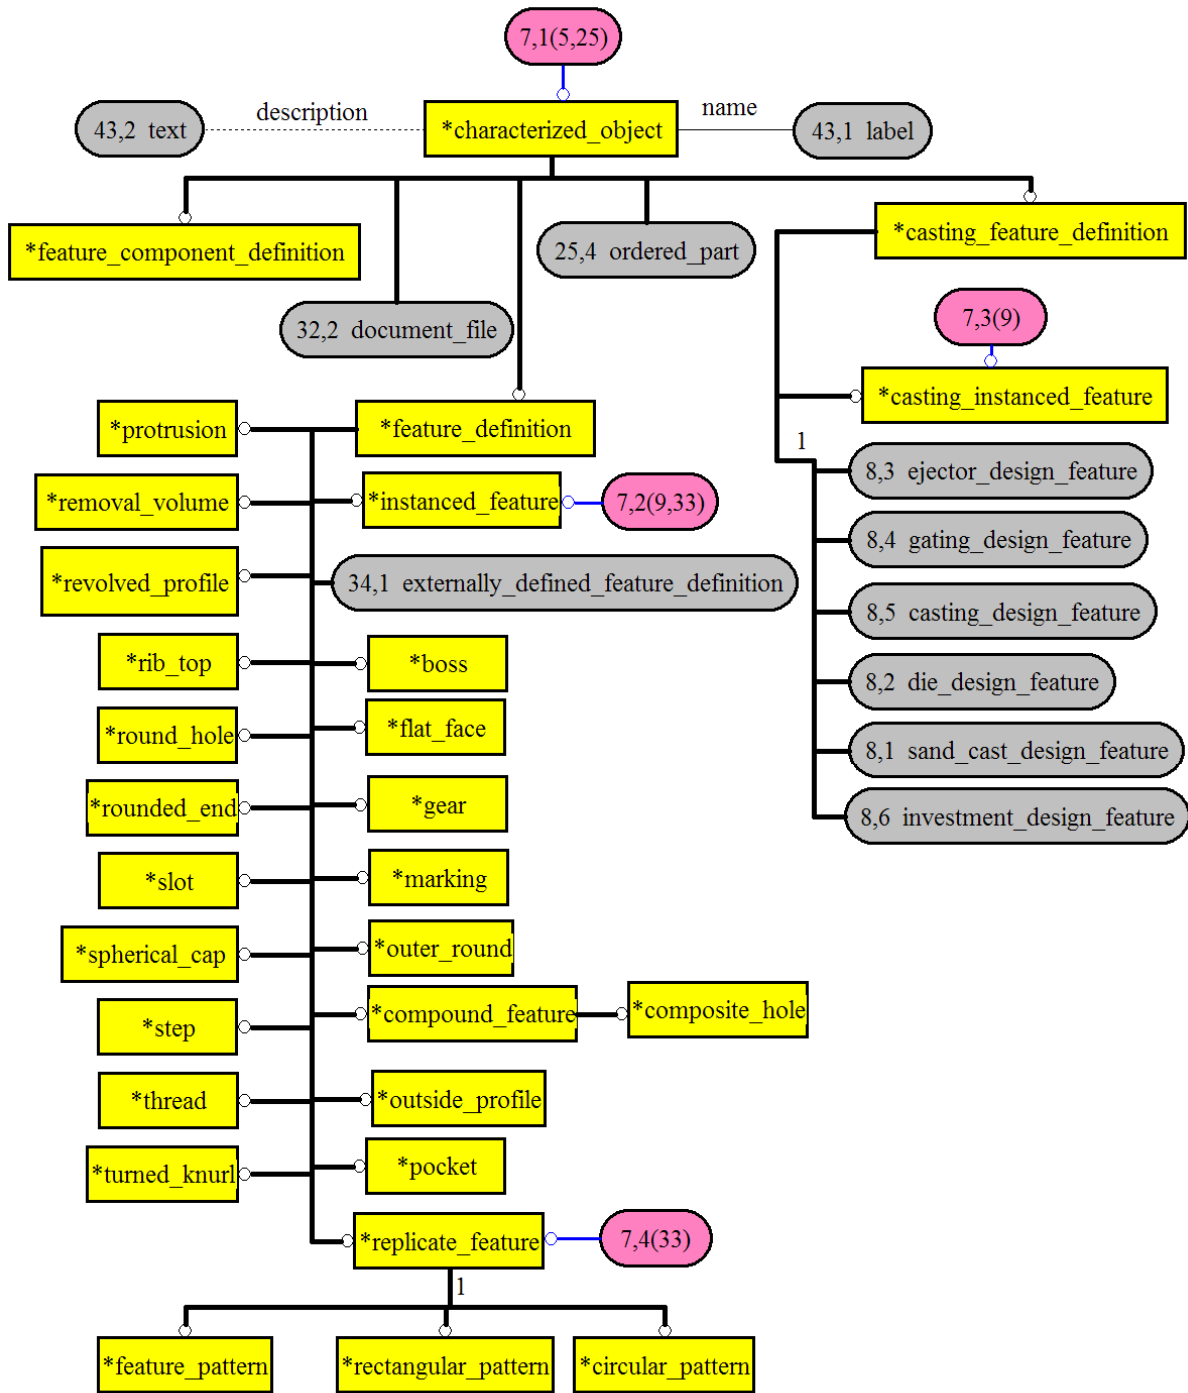 7,1(5,25)
description
name
43,2 text
*characterized_object
43,1 label
*feature_component_definition
25,4 ordered_part
*casting_feature_definition
32,2 document_file
7,3(9)
*casting_instanced_feature
*protrusion
*feature_definition
1
8,3 ejector_design_feature
*removal_volume
*instanced_feature
7,2(9,33)
8,4 gating_design_feature
*revolved_profile
34,1 externally_defined_feature_definition
8,5 casting_design_feature
*rib_top
*boss
8,2 die_design_feature
*round_hole
*flat_face
8,1 sand_cast_design_feature
*rounded_end
*gear
8,6 investment_design_feature
*slot
*marking
*spherical_cap
*outer_round
*step
*compound_feature
*composite_hole
*thread
*outside_profile
*turned_knurl
*pocket
*replicate_feature
7,4(33)
1
*feature_pattern
*rectangular_pattern
*circular_pattern